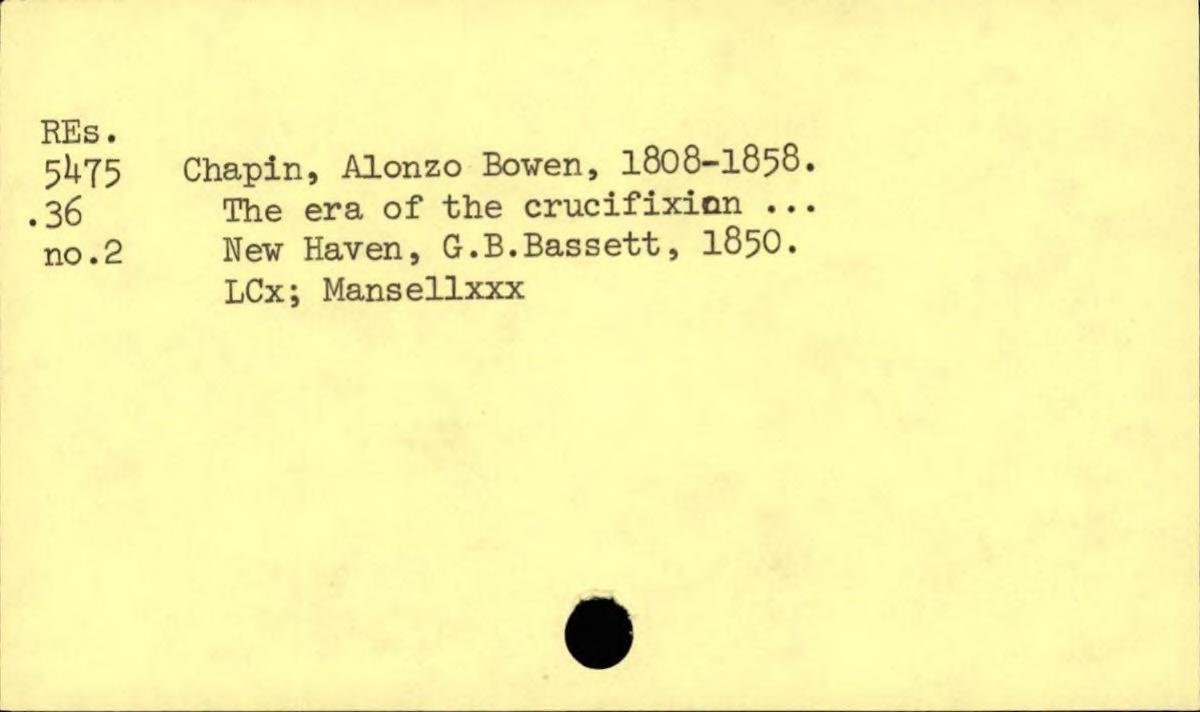 REs.
5475 Chapin, Alonzo Bowen, 1808-1858.
.36 The era of the crucifixion ...
no.2 New Haven, G.B.Bassett, 1850.
LCx; Mansellxxx